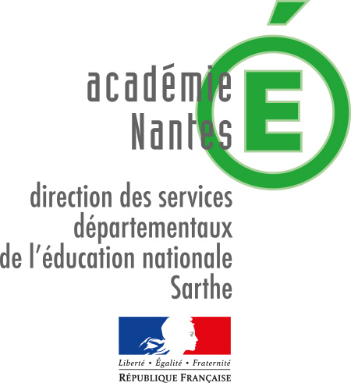 académie
Nantes
É
direction des services
départementaux
de l'éducation nationale
Sarthe
Liberté • Égalité • Fraternité
RÉPUBLIQUE FRANÇAISE